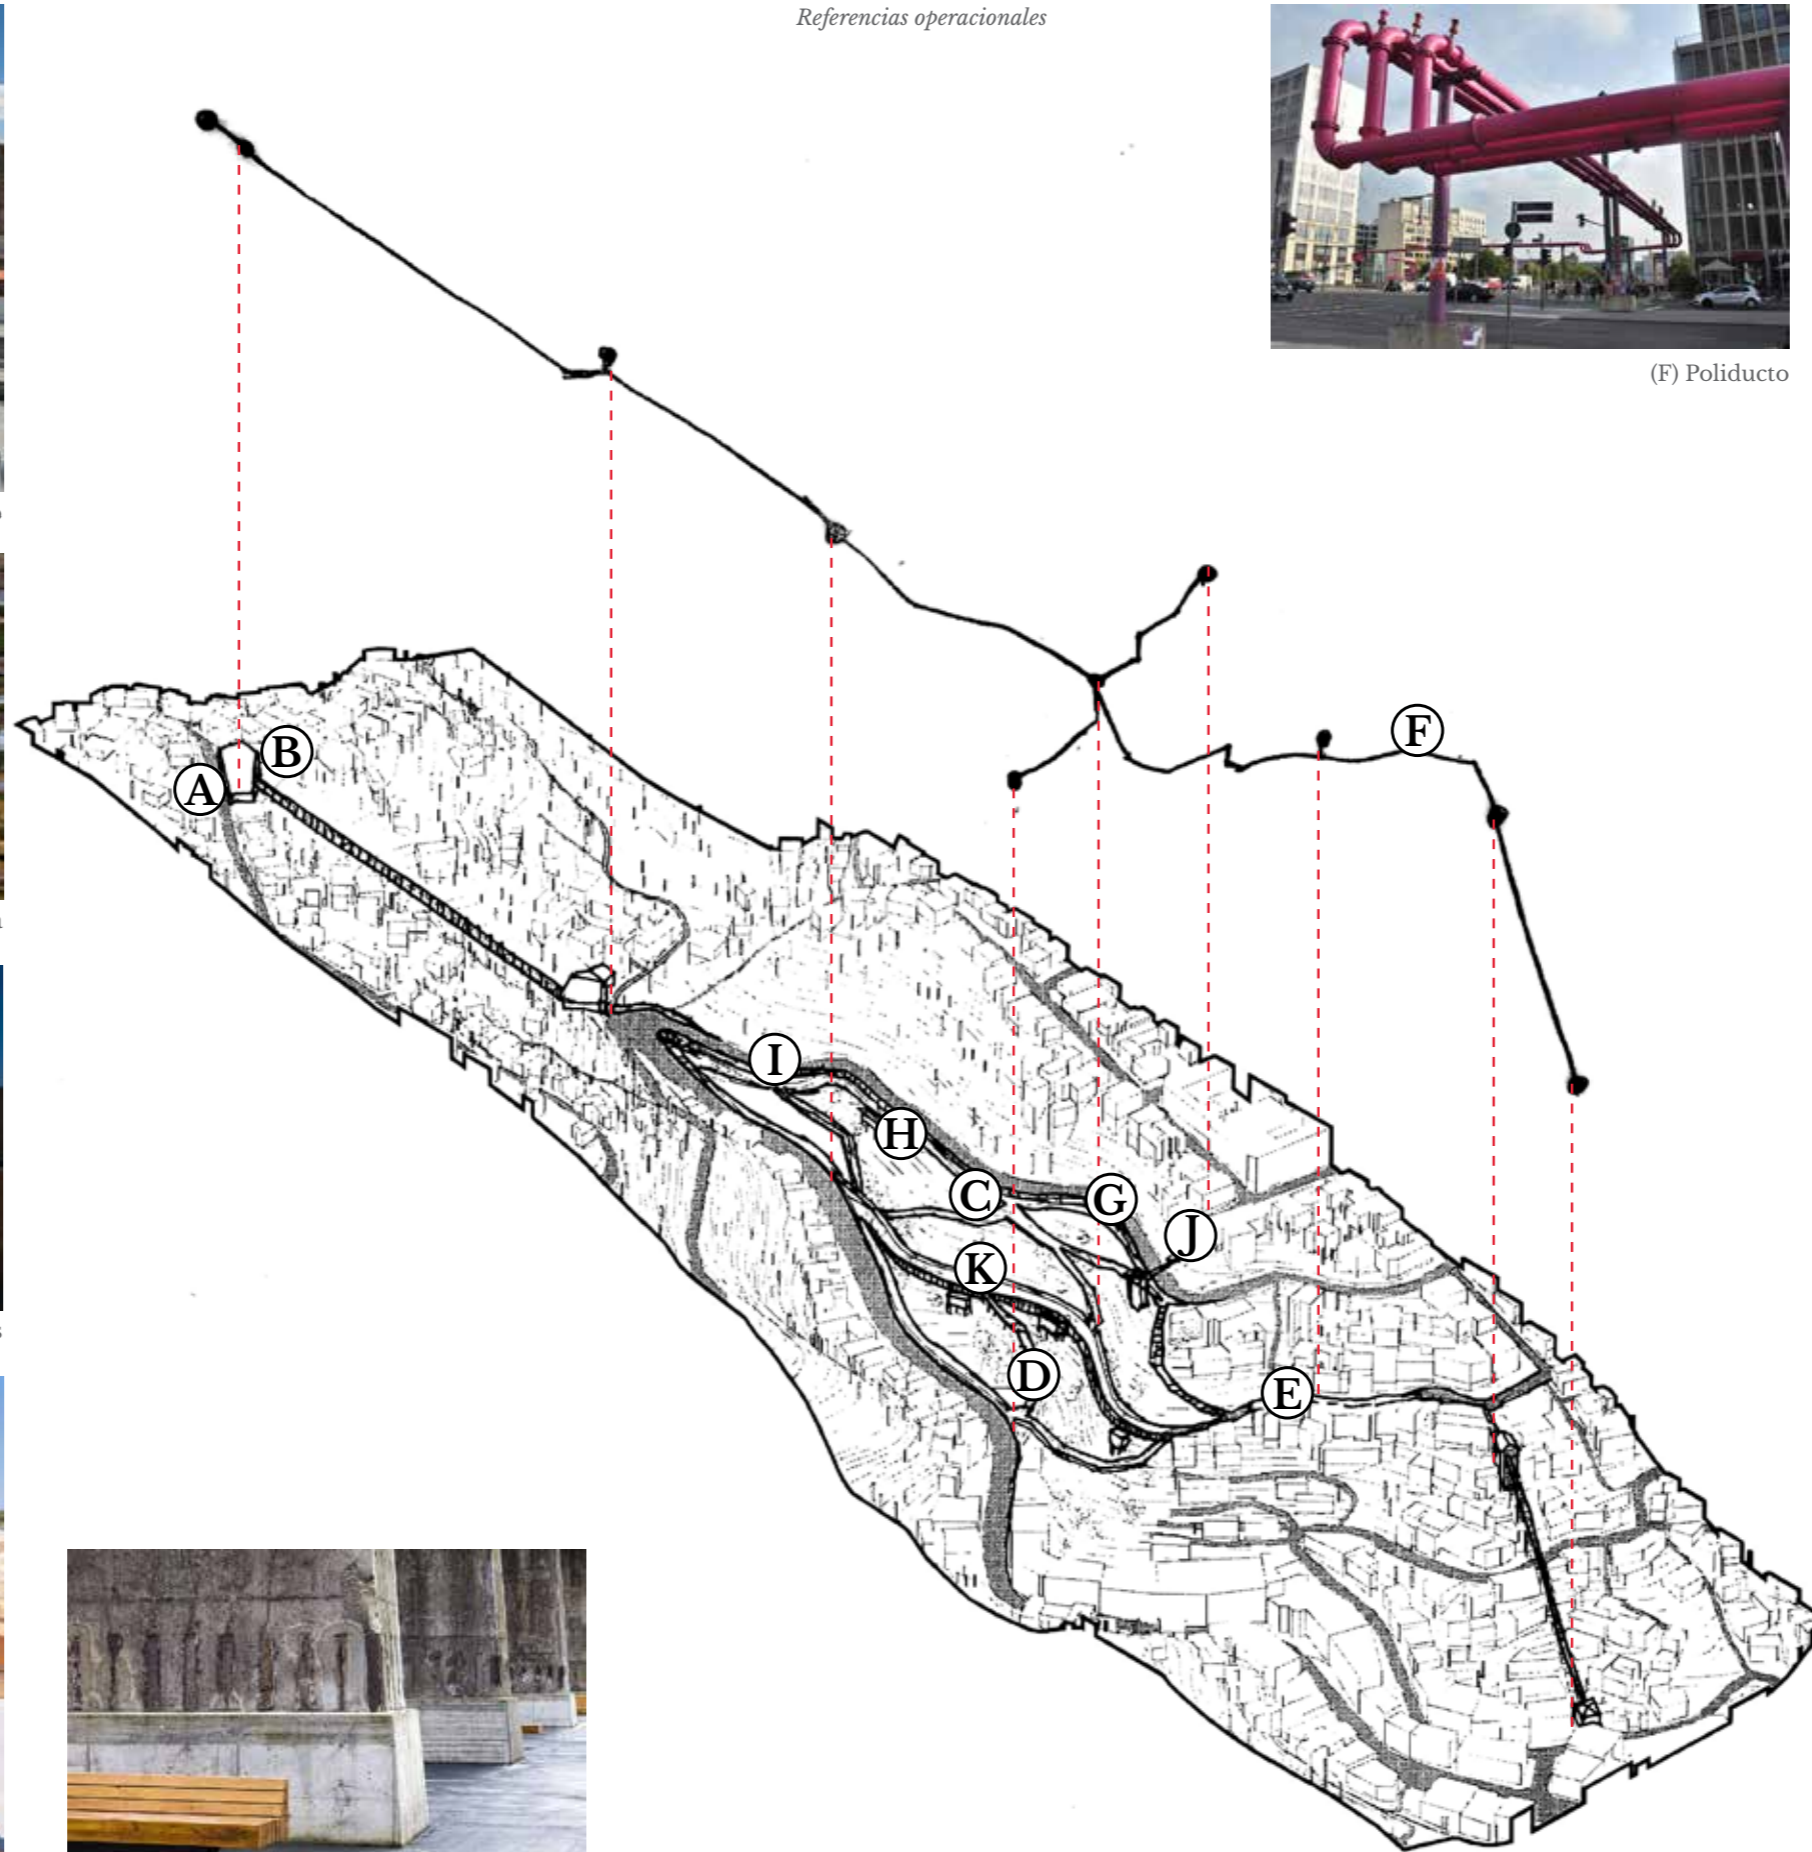 Referencias operacionales
(F) Poliducto
F
B
A
I
H
C
G
J
K
D
E